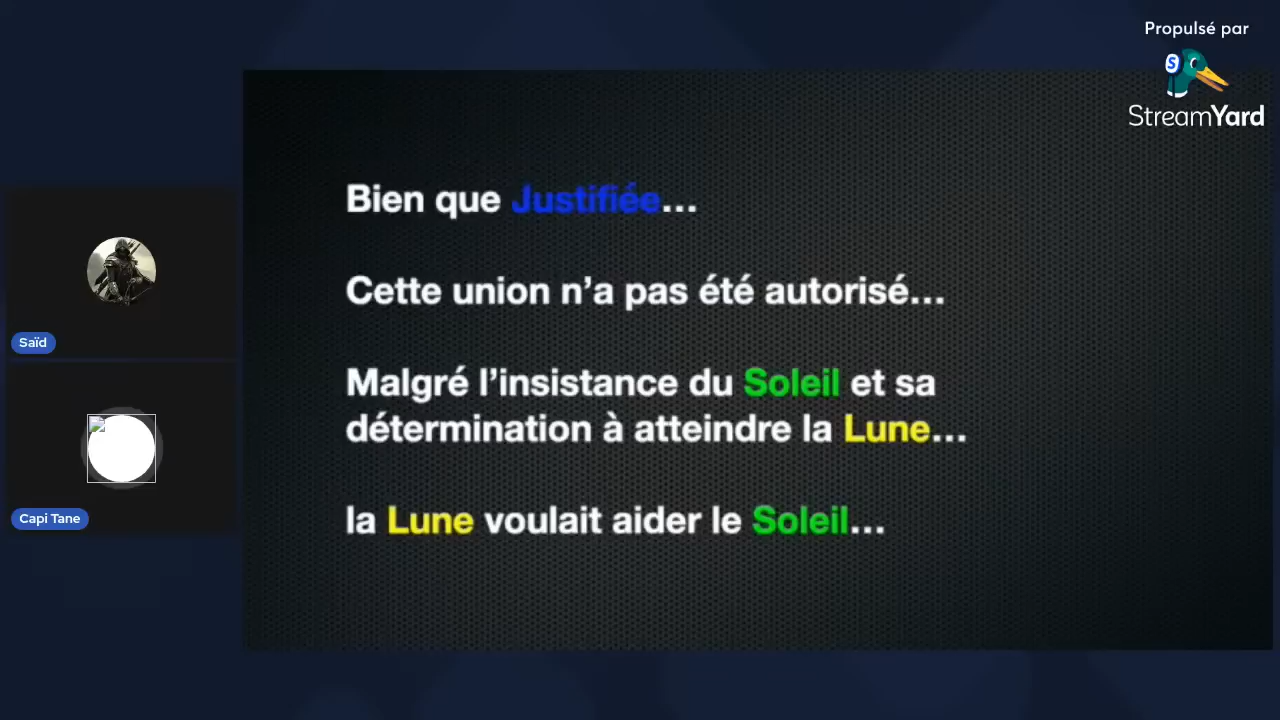 Propulsé par
StreamYard
Bien que Justifiée...
Cette union n’a pas été autorisé...
Malgré l’insistance du Soleil et sa
détermination à atteindre la Lune...
la Lune voulait aider le Soleil...
Saïd
Capi Tane